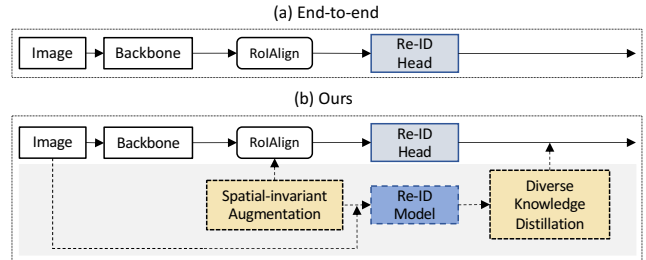 (a) End-to-end
Image
Backbone
RoIAlign
Re-ID
Head
(b) Ours
Image
Backbone
RoIAlign
Re-ID
Head
Spatial-invariant
Augmentation
Re-ID
Model
Diverse
Knowledge
Distillation